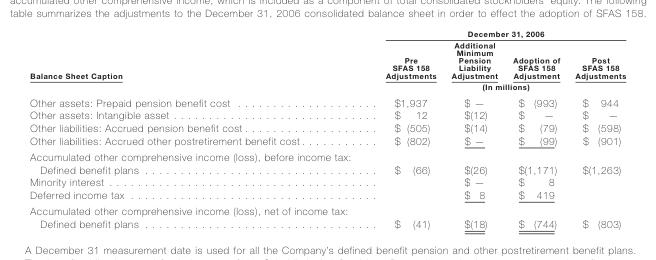 accumulated other comprehensive income, which is included as a component of total consolidated stockholders' equity. The following
table summarizes the adjustments to the December 31, 2006 consolidated balance sheet in order to effect the adoption of SFAS 158.
December 31, 2006
Balance Sheet Caption Pre SFAS 158 Adjustments Additional Minimum Pension Liability Adjustment Adoption of SFAS 158 Adjustment Post SFAS 158 Adjustments
(In millions)
Other assets: Prepaid pension benefit cost . . . . . . . . . . . . . . . . . . . . . . $1,937 $ — $ (993) $ 944
Other assets: Intangible asset . . . . . . . . . . . . . . . . . . . . . . . . . . . . . . $ 12 $(12) $ — $ —
Other liabilities: Accrued pension benefit cost . . . . . . . . . . . . . . . . . . . . $ (505) $(14) $ (79) $ (598)
Other liabilities: Accrued other postretirement benefit cost . . . . . . . . . . . $ (802) $ — $ (99) $ (901)
Accumulated other comprehensive income (loss), before income tax:
Defined benefit plans . . . . . . . . . . . . . . . . . . . . . . . . . . . . . . . . . . . $ (66) $(26) $(1,171) $(1,263)
Minority interest . . . . . . . . . . . . . . . . . . . . . . . . . . . . . . . . . . . . . . . $ — $ 8
Deferred income tax . . . . . . . . . . . . . . . . . . . . . . . . . . . . . . . . . . . . $ 8 $ 419
Accumulated other comprehensive income (loss), net of income tax:
Defined benefit plans . . . . . . . . . . . . . . . . . . . . . . . . . . . . . . . . . . . $ (41) $(18) $ (744) $ (803)
A December 31 measurement date is used for all the Company's defined benefit pension and other postretirement benefit plans.